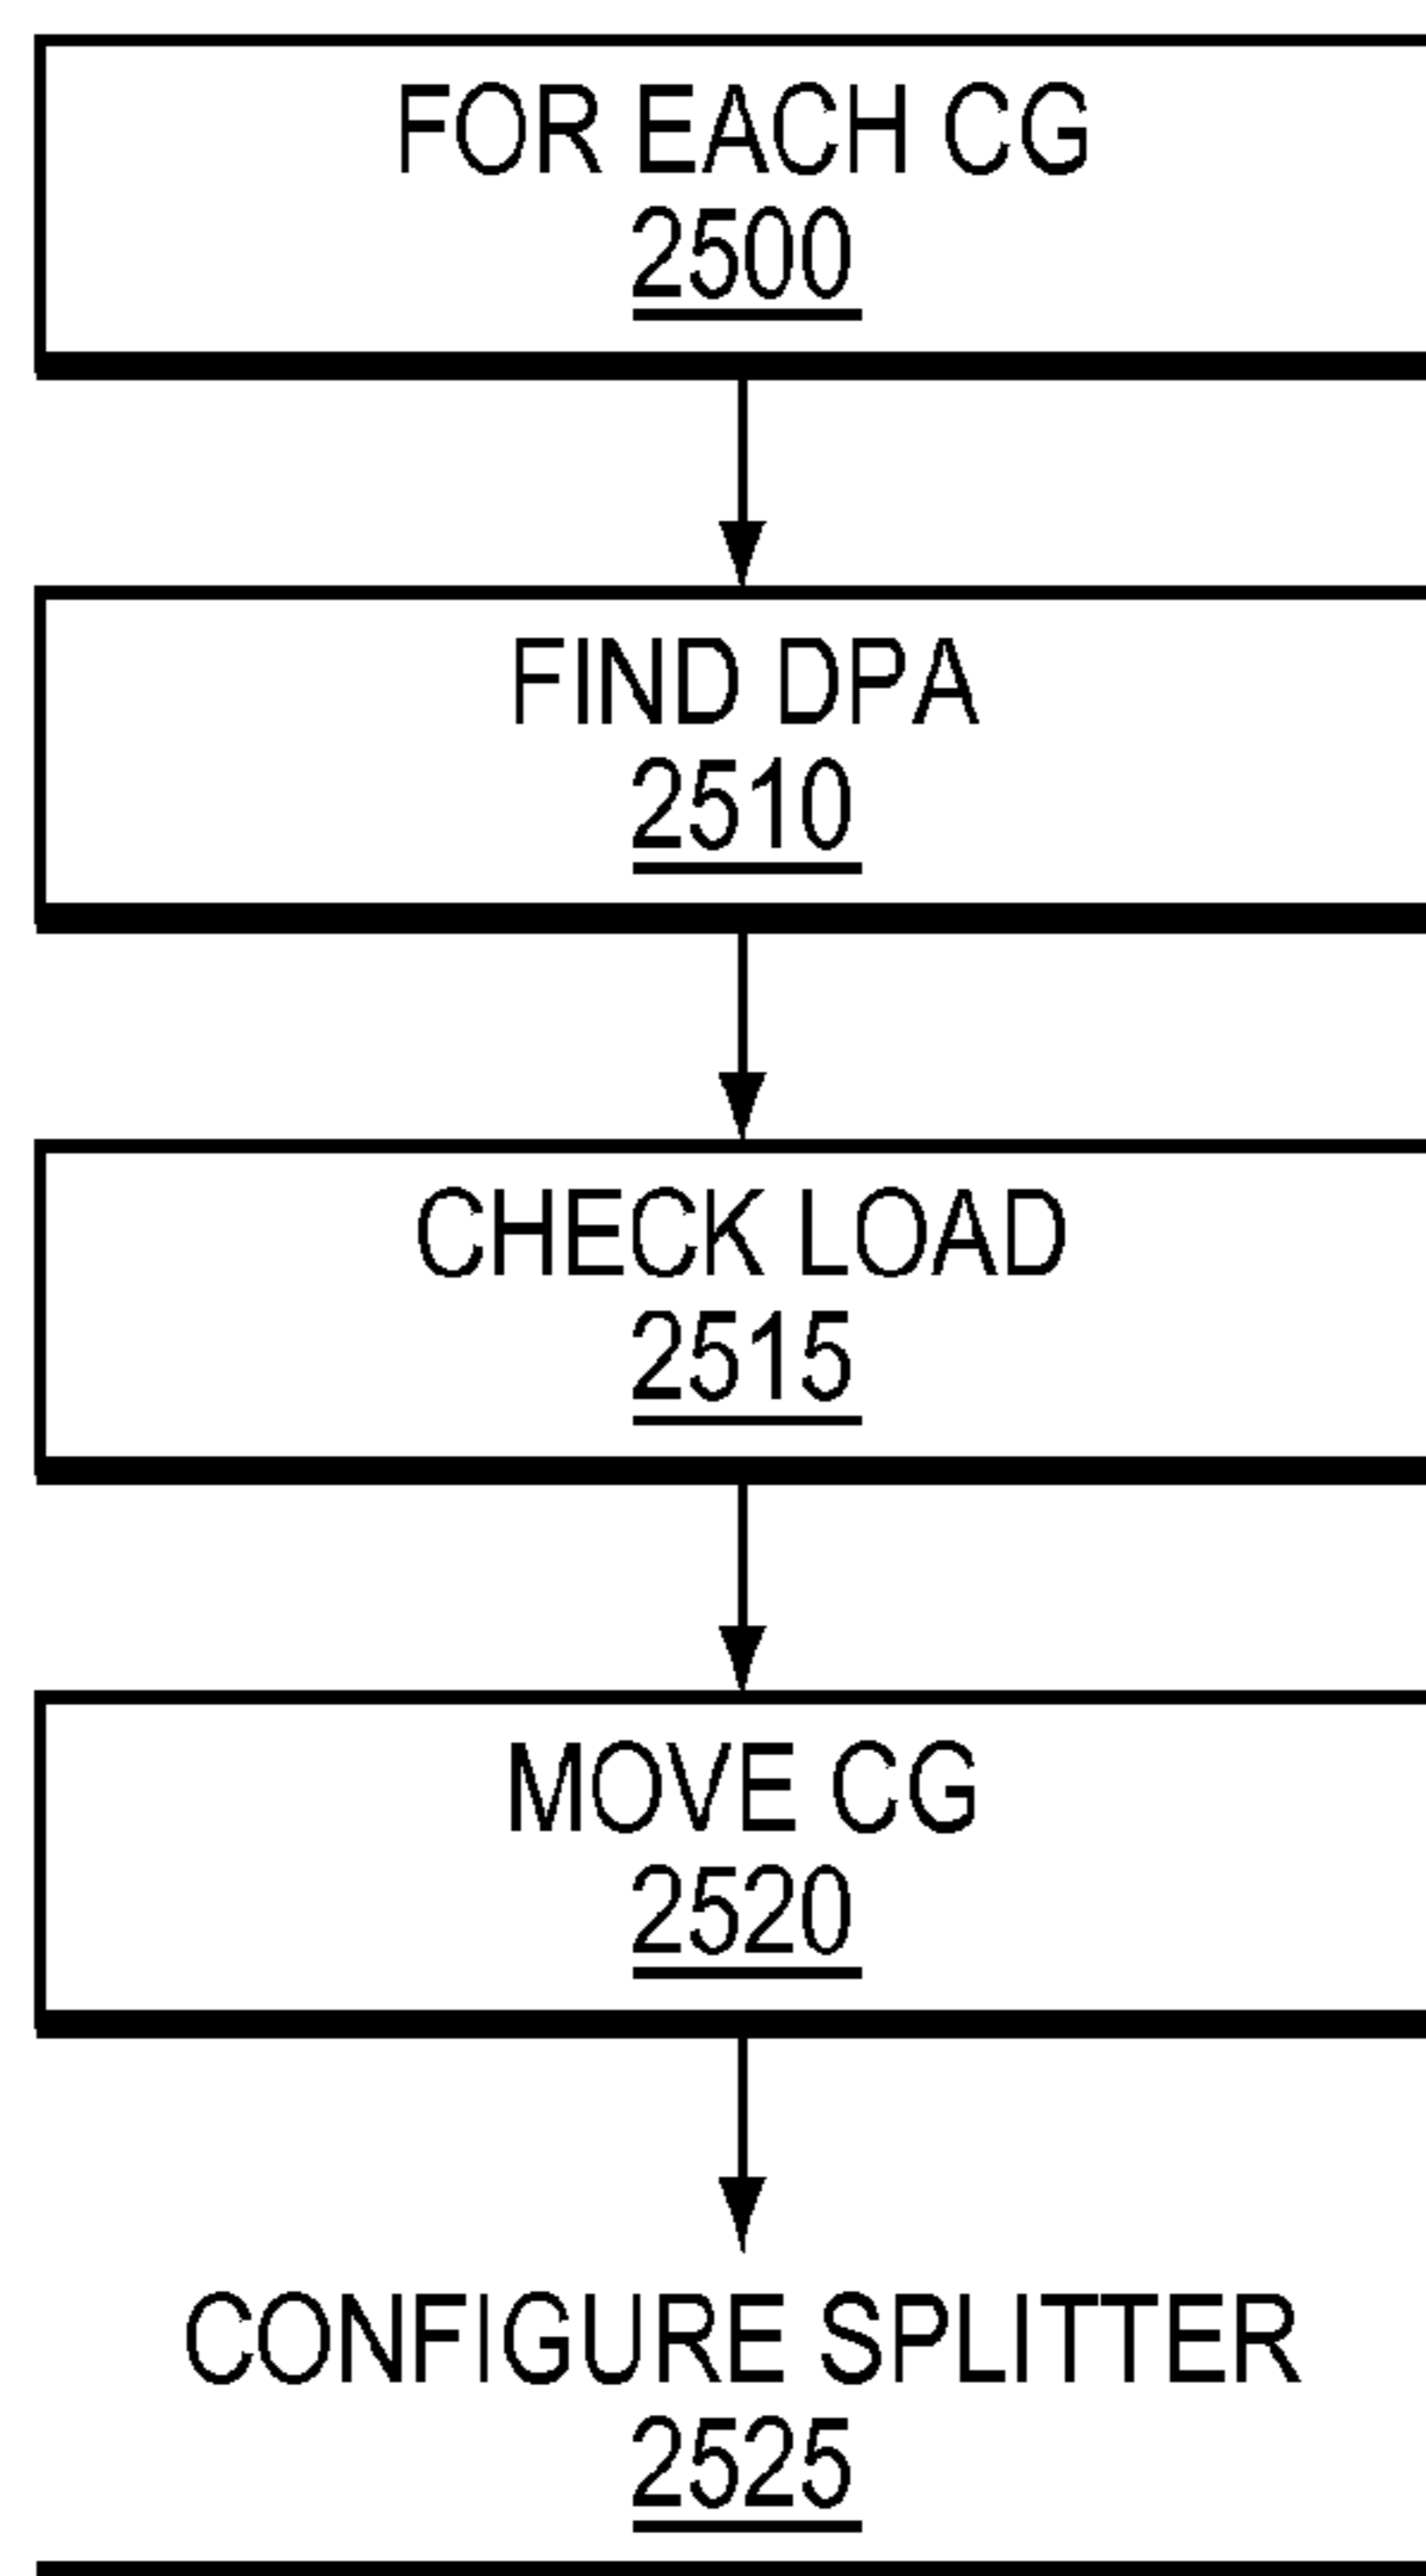 FOR EACH CG
2500
FIND DPA
2510
CHECK LOAD
2515
MOVE CG
2520
CONFIGURE SPLITTER
2525